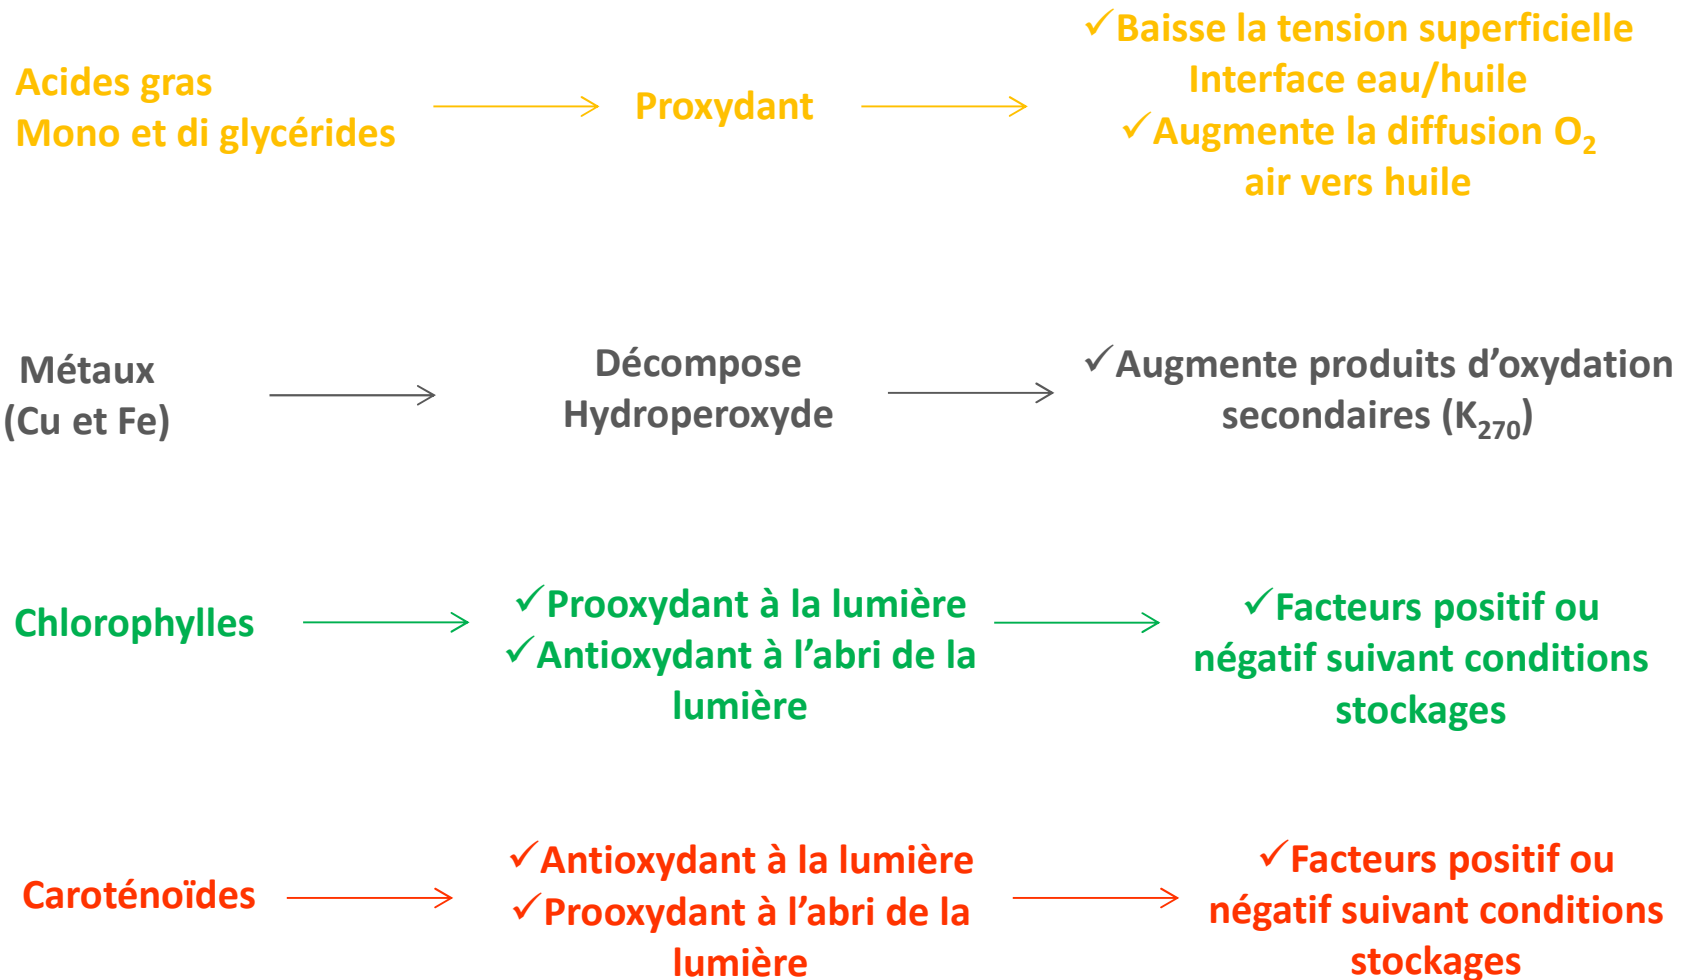 Acides gras
Mono et di glycérides
Proxydant
✓Baisse la tension superficielle
Interface eau/huile
✓Augmente la diffusion O₂
air vers huile
Métaux
(Cu et Fe)
Décompose
Hydroperoxyde
✓Augmente produits d’oxydation
secondaires (K₂₇₀)
Chlorophylles
✓Prooxydant à la lumière
✓Antioxydant à l’abri de la
lumière
✓Facteurs positif ou
négatif suivant conditions
stockages
Caroténoïdes
✓Antioxydant à la lumière
✓Prooxydant à l’abri de la
lumière
✓Facteurs positif ou
négatif suivant conditions
stockages